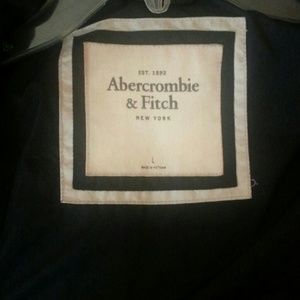 EST. 1892
Abercrombie
& Fitch
NEW YORK
L
MADE IN VIETNAM